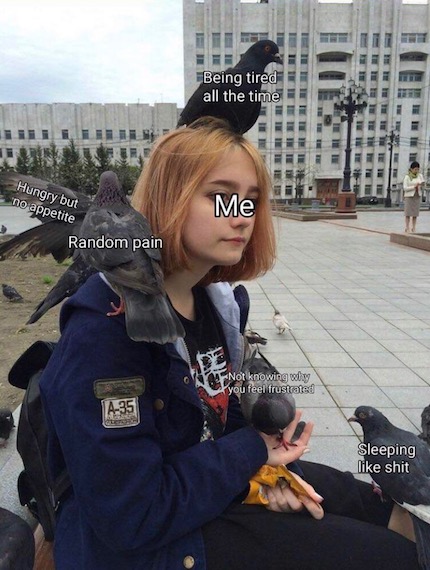 Being tired
all the time
Hungry but
no appetite
Me
Random pain
Not knowing why
you feel frustrated
A-35
Sleeping
like shit